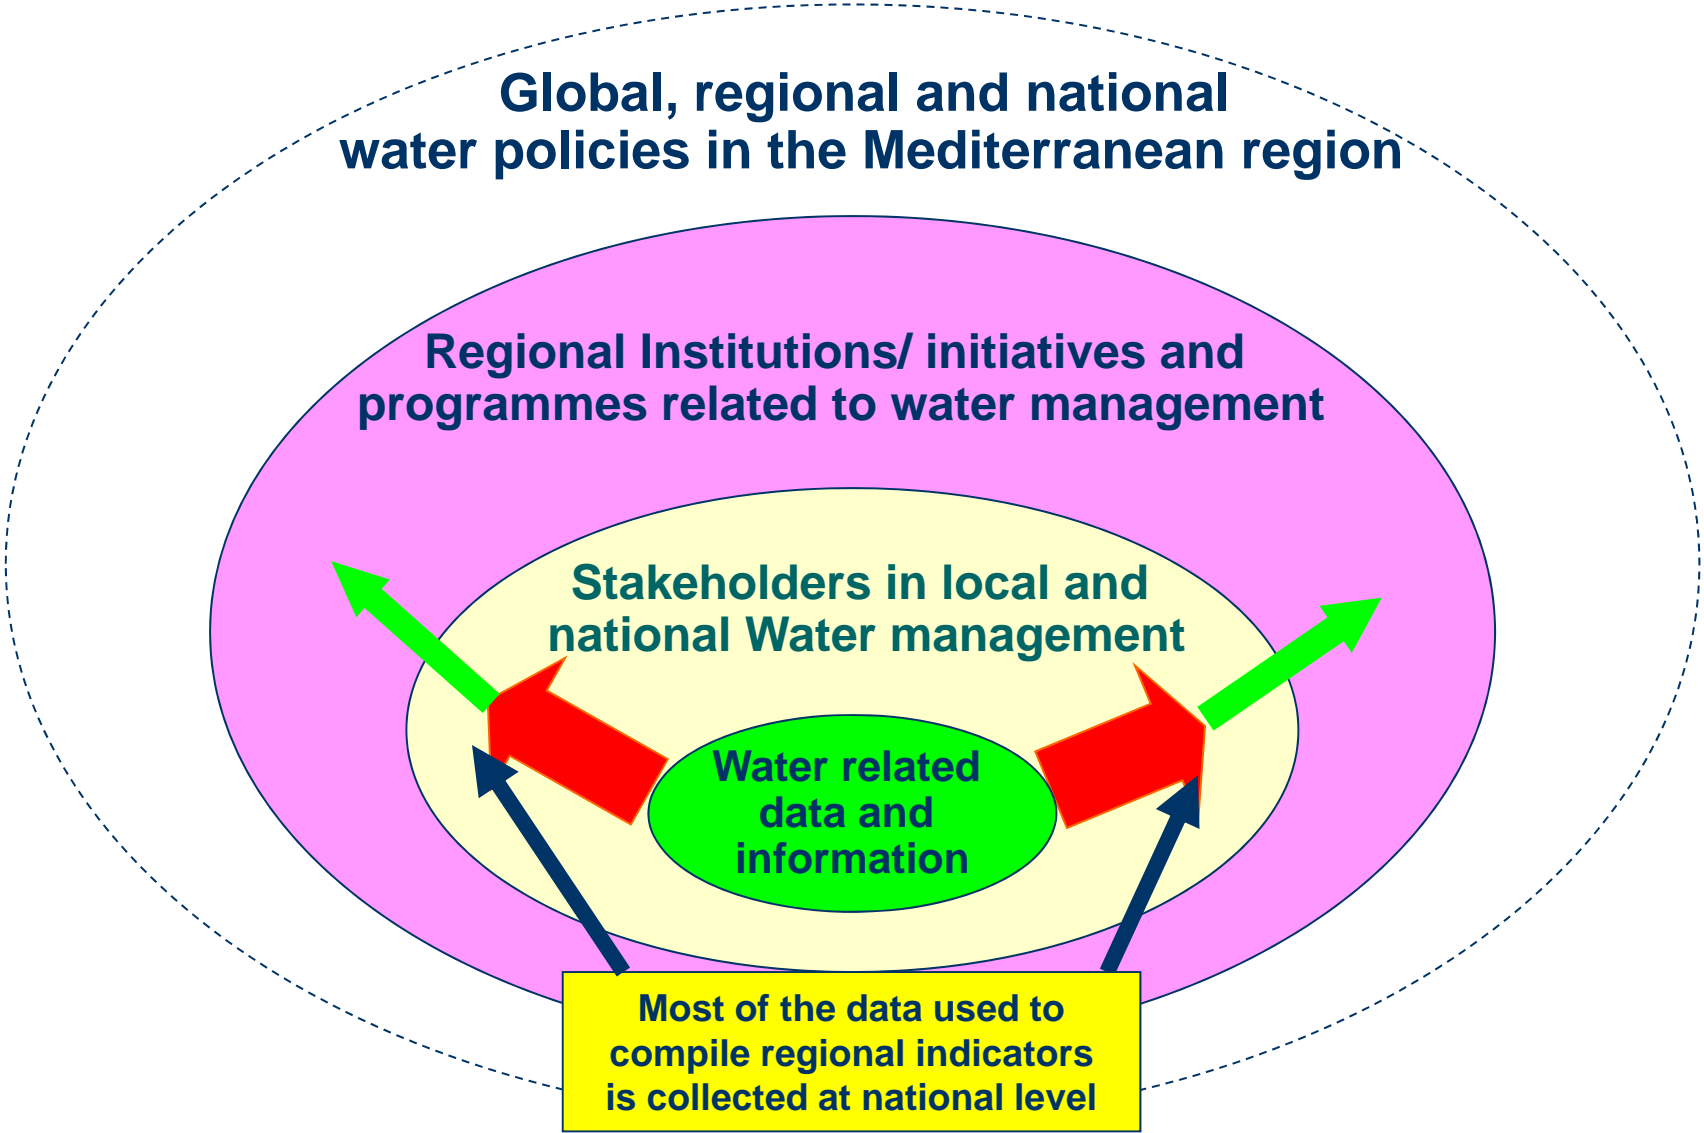 Global, regional and national
water policies in the Mediterranean region
Regional Institutions/ initiatives and
programmes related to water management
Stakeholders in local and
national Water management
Water related
data and
information
Most of the data used to
compile regional indicators
is collected at national level